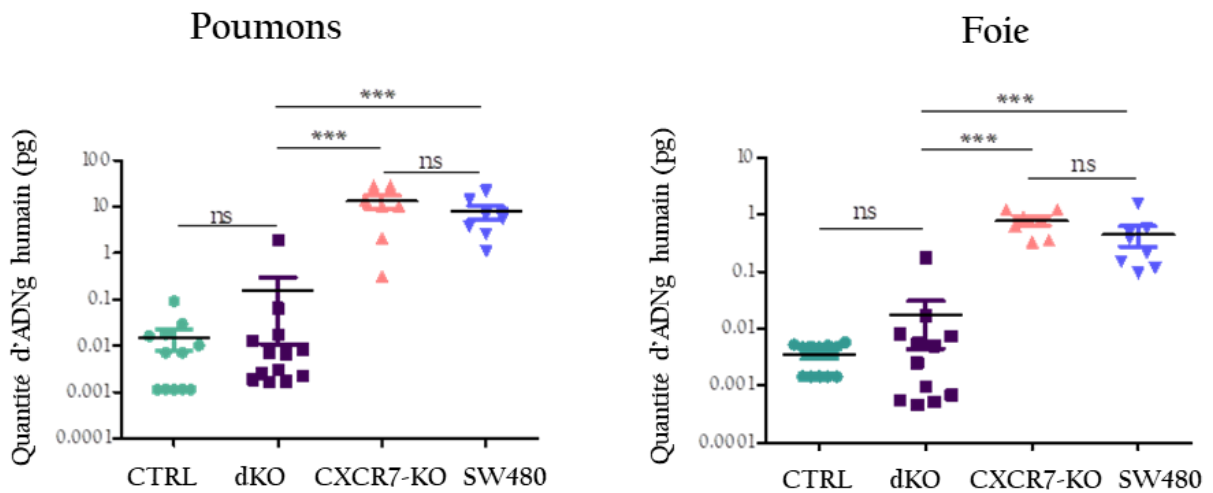 Poumons
Quantité d'ADNg humain (pg)
***
***
ns
ns
100
10
1
0.1
0.01
0.001
0.0001
CTRL dKO CXCR7-KO SW480
Foie
Quantité d'ADNg humain (pg)
***
***
ns
ns
10
1
0.1
0.01
0.001
0.0001
CTRL dKO CXCR7-KO SW480